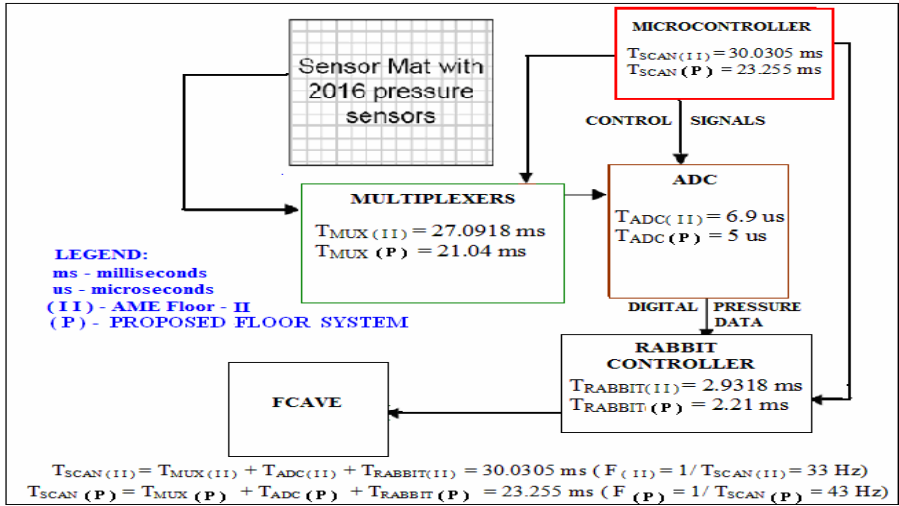 MICROCONTROLLER
TSCAN(II) = 30.0305 ms
TSCAN(P) = 23.255 ms
Sensor Mat with
2016 pressure
sensors
CONTROL SIGNALS
MULTIPLEXERS
TMUX(II) = 27.0918 ms
TMUX(P) = 21.04 ms
ADC
TADC(II) = 6.9 us
TADC(P) = 5 us
LEGEND:
ms - milliseconds
us - microseconds
(II) - AME Floor - II
(P) - PROPOSED FLOOR SYSTEM
DIGITAL PRESSURE
DATA
RABBIT
CONTROLLER
TRABBIT(II) = 2.9318 ms
TRABBIT(P) = 2.21 ms
FCAVE
TSCAN(II) = TMUX(II) + TADC(II) + TRABBIT(II) = 30.0305 ms ( F(II) = 1/ TSCAN(II) = 33 Hz)
TSCAN(P) = TMUX(P) + TADC(P) + TRABBIT(P) = 23.255 ms ( F(P) = 1/ TSCAN(P) = 43 Hz)